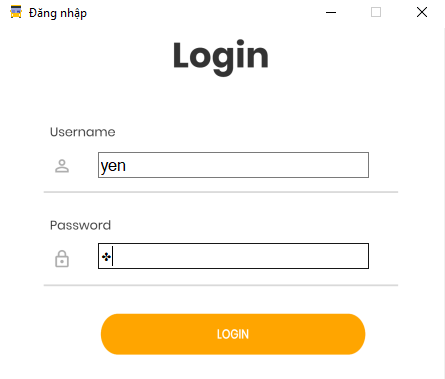 Đăng nhập
Login
Username
yen
Password
✤
LOGIN